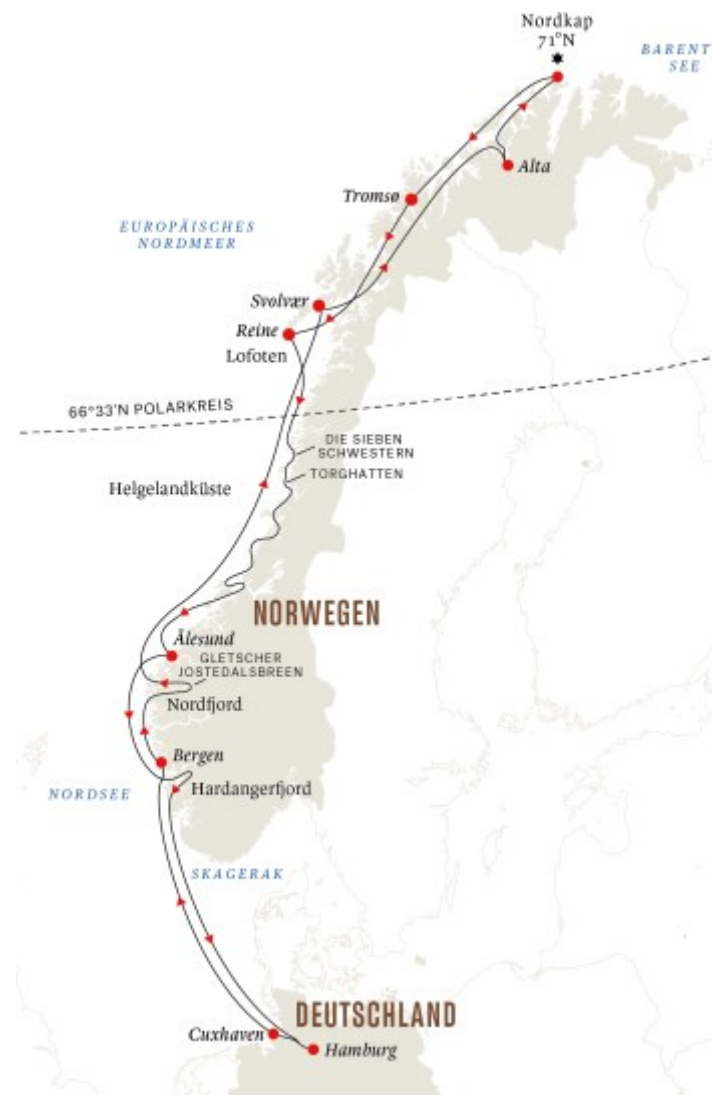 Nordkap
71°N
BARENT
SEE
Alta
Tromsø
EUROPÄISCHES
NORDMEER
Svolvær
Reine
Lofoten
66°33'N POLARKREIS
DIE SIEBEN
SCHWESTERN
TORGHATTEN
Helgelandküste
NORWEGEN
Ålesund
GLETSCHER
JOSTEDALSBREEN
Nordfjord
Bergen
Hardangerfjord
NORDSEE
SKAGERAK
DEUTSCHLAND
Cuxhaven
Hamburg